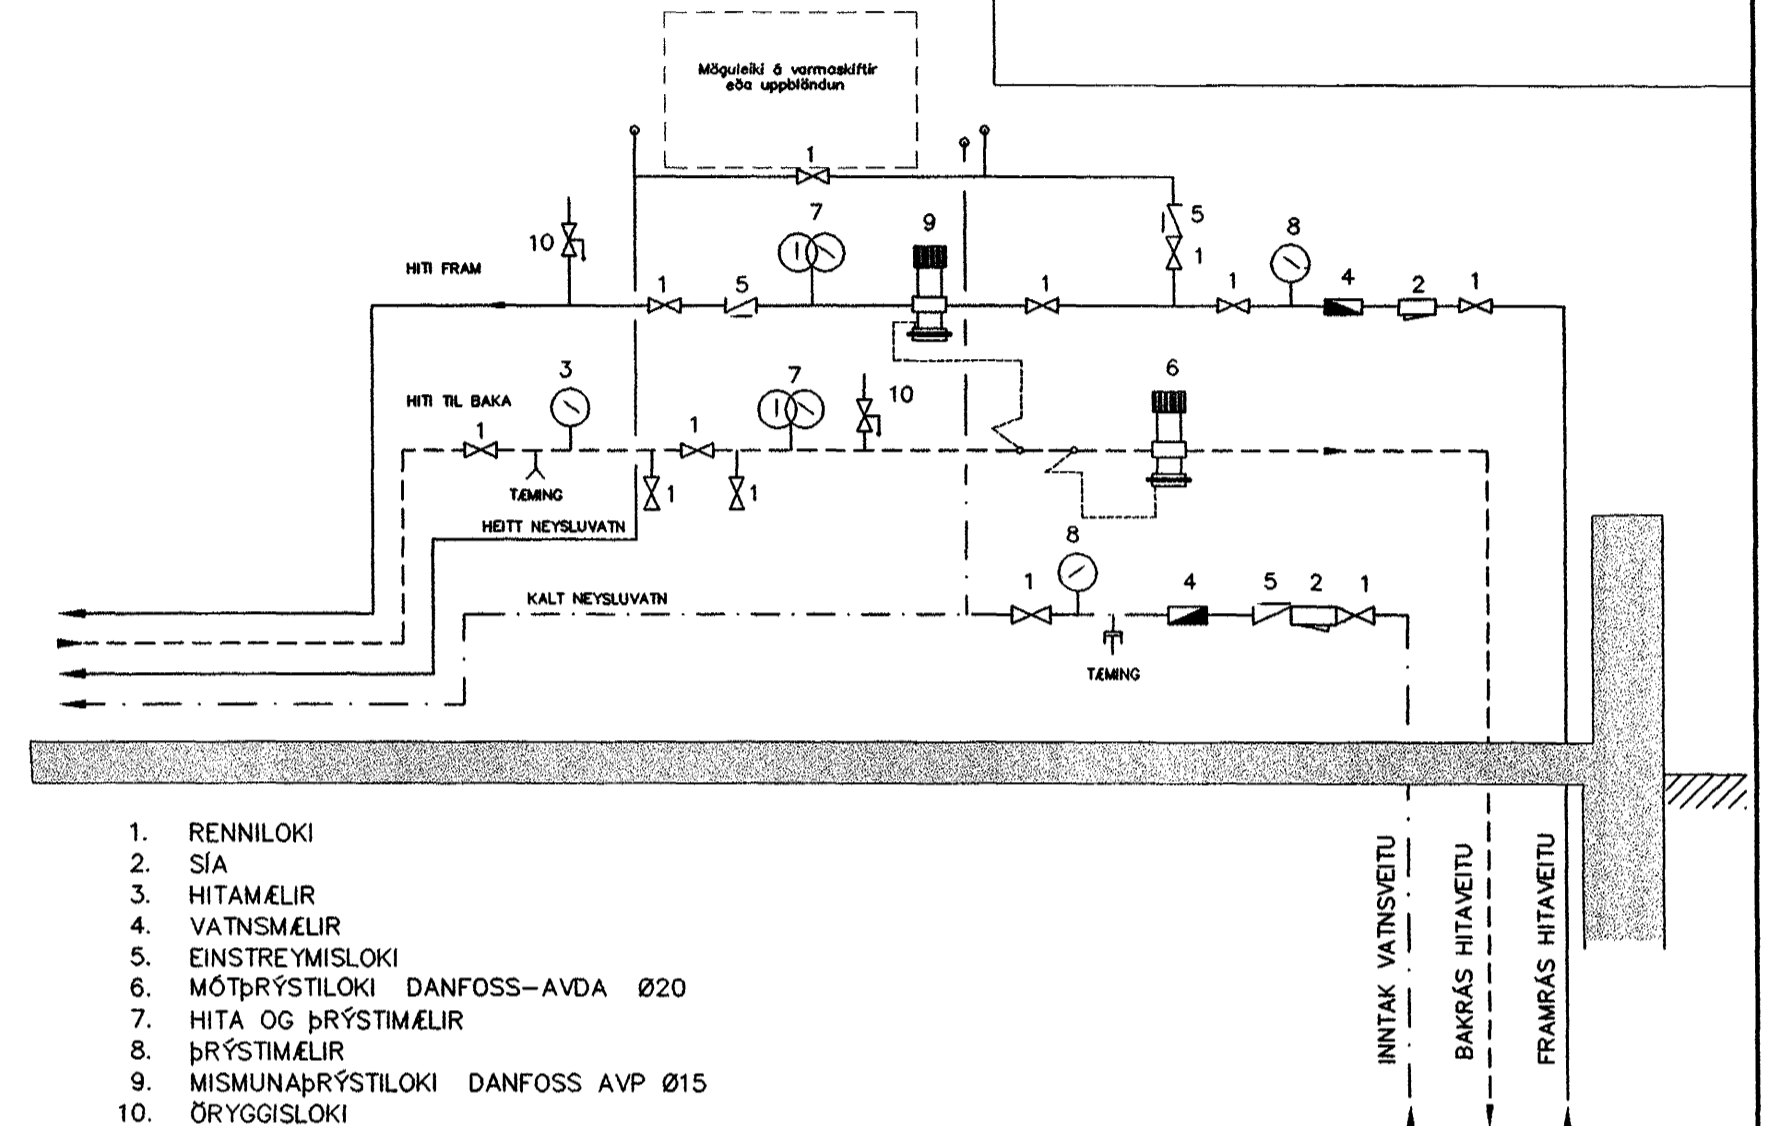 Möguleiki á varmaskiftir
eða uppblöndun
1
7
9
5
8
10
1
HITI FRAM
1
5
1
1
4
2
1
3
7
6
HITI TIL BAKA
10
1
1
TÆMING
1
1
HEITT NEYSLUVATN
8
KALT NEYSLUVATN
1
4
5
2
1
TÆMING
1. RENNILOKI
2. SÍA
3. HITAMÆLIR
4. VATNSMÆLIR
5. EINSTREYMISLOKI
6. MÓTÞRÝSTILOKI DANFOSS-AVDA Ø20
7. HITA OG ÞRÝSTIMÆLIR
8. ÞRÝSTIMÆLIR
9. MISMUNAÞRÝSTILOKI DANFOSS AVP Ø15
10. ÖRYGGISLOKI
INNTAK VATNSVEITU
BAKRÁS HITAVEITU
FRAMRÁS HITAVEITU